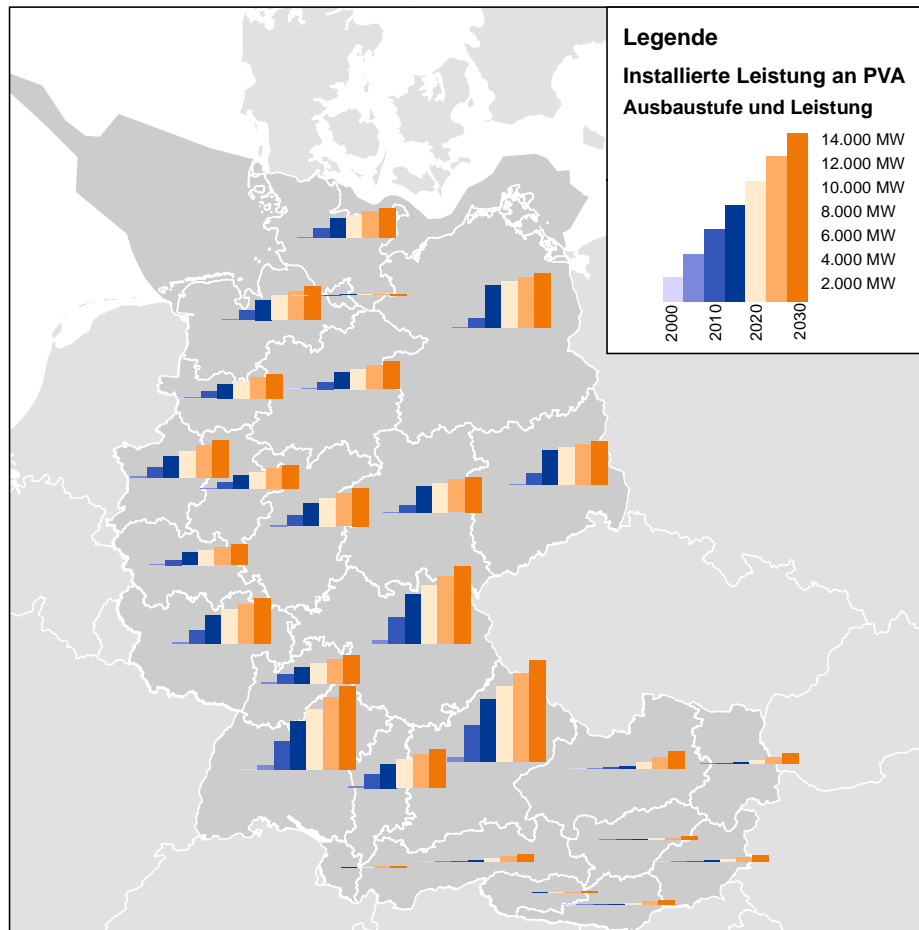 Legende
Installierte Leistung an PVA
Ausbaustufe und Leistung
14.000 MW
12.000 MW
10.000 MW
8.000 MW
6.000 MW
4.000 MW
2.000 MW
2000
2010
2020
2030